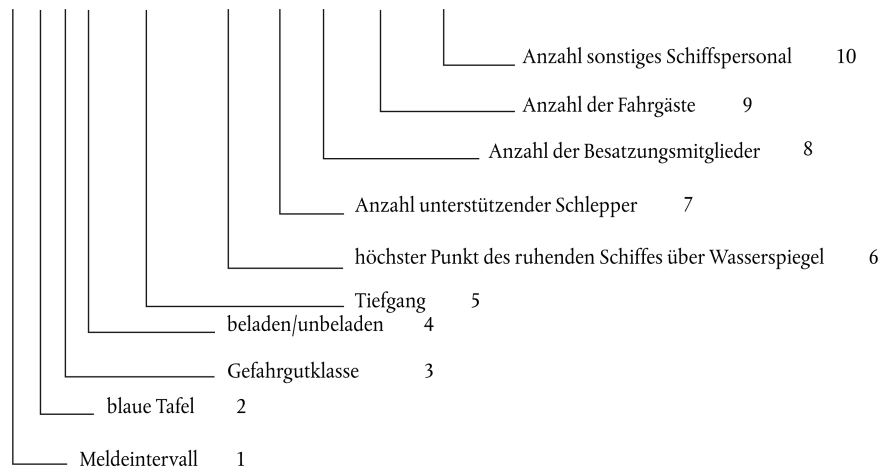 Anzahl sonstiges Schiffspersonal 10
Anzahl der Fahrgäste 9
Anzahl der Besatzungsmitglieder 8
Anzahl unterstützender Schlepper 7
höchster Punkt des ruhenden Schiffes über Wasserspiegel 6
Tiefgang 5
beladen/unbeladen 4
Gefahrgutklasse 3
blaue Tafel 2
Meldeintervall 1